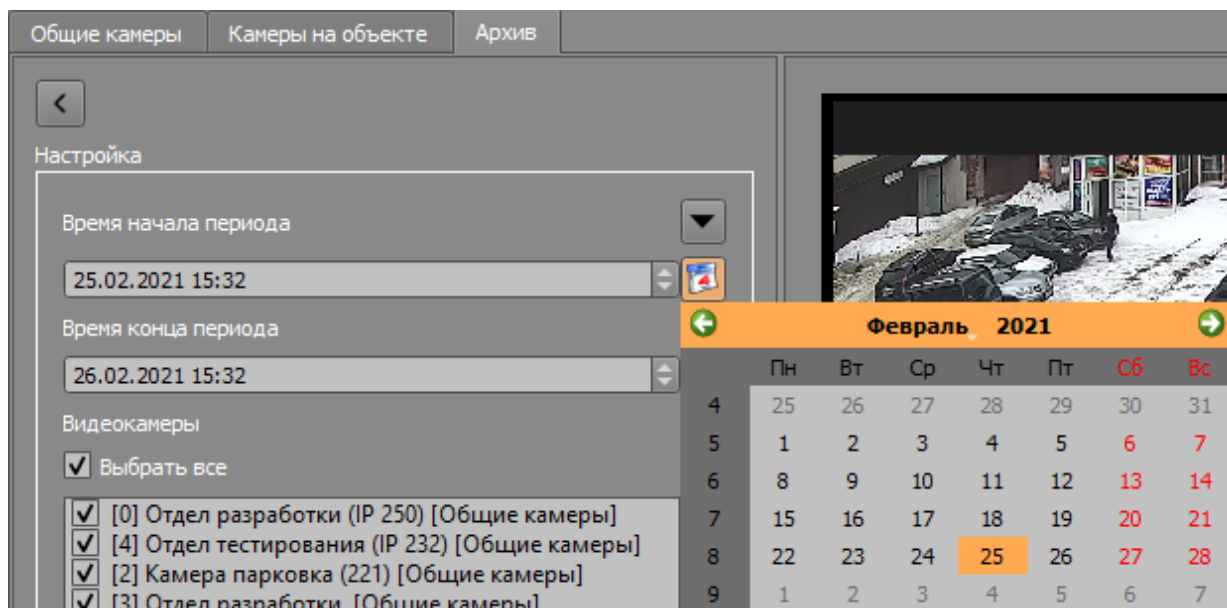 Общие камеры Камеры на объекте Архив
Настройка
Время начала периода
25.02.2021 15:32
Время конца периода
26.02.2021 15:32
Видеокамеры
Выбрать все
[0] Отдел разработки (IP 250) [Общие камеры]
[4] Отдел тестирования (IP 232) [Общие камеры]
[2] Камера парковка (221) [Общие камеры]
[3] Отдел разработки [Общие камеры]
Февраль 2021
Пн Вт Ср Чт Пт Сб Вс
4 25 26 27 28 29 30 31
5 1 2 3 4 5 6 7
6 8 9 10 11 12 13 14
7 15 16 17 18 19 20 21
8 22 23 24 25 26 27 28
9 1 2 3 4 5 6 7